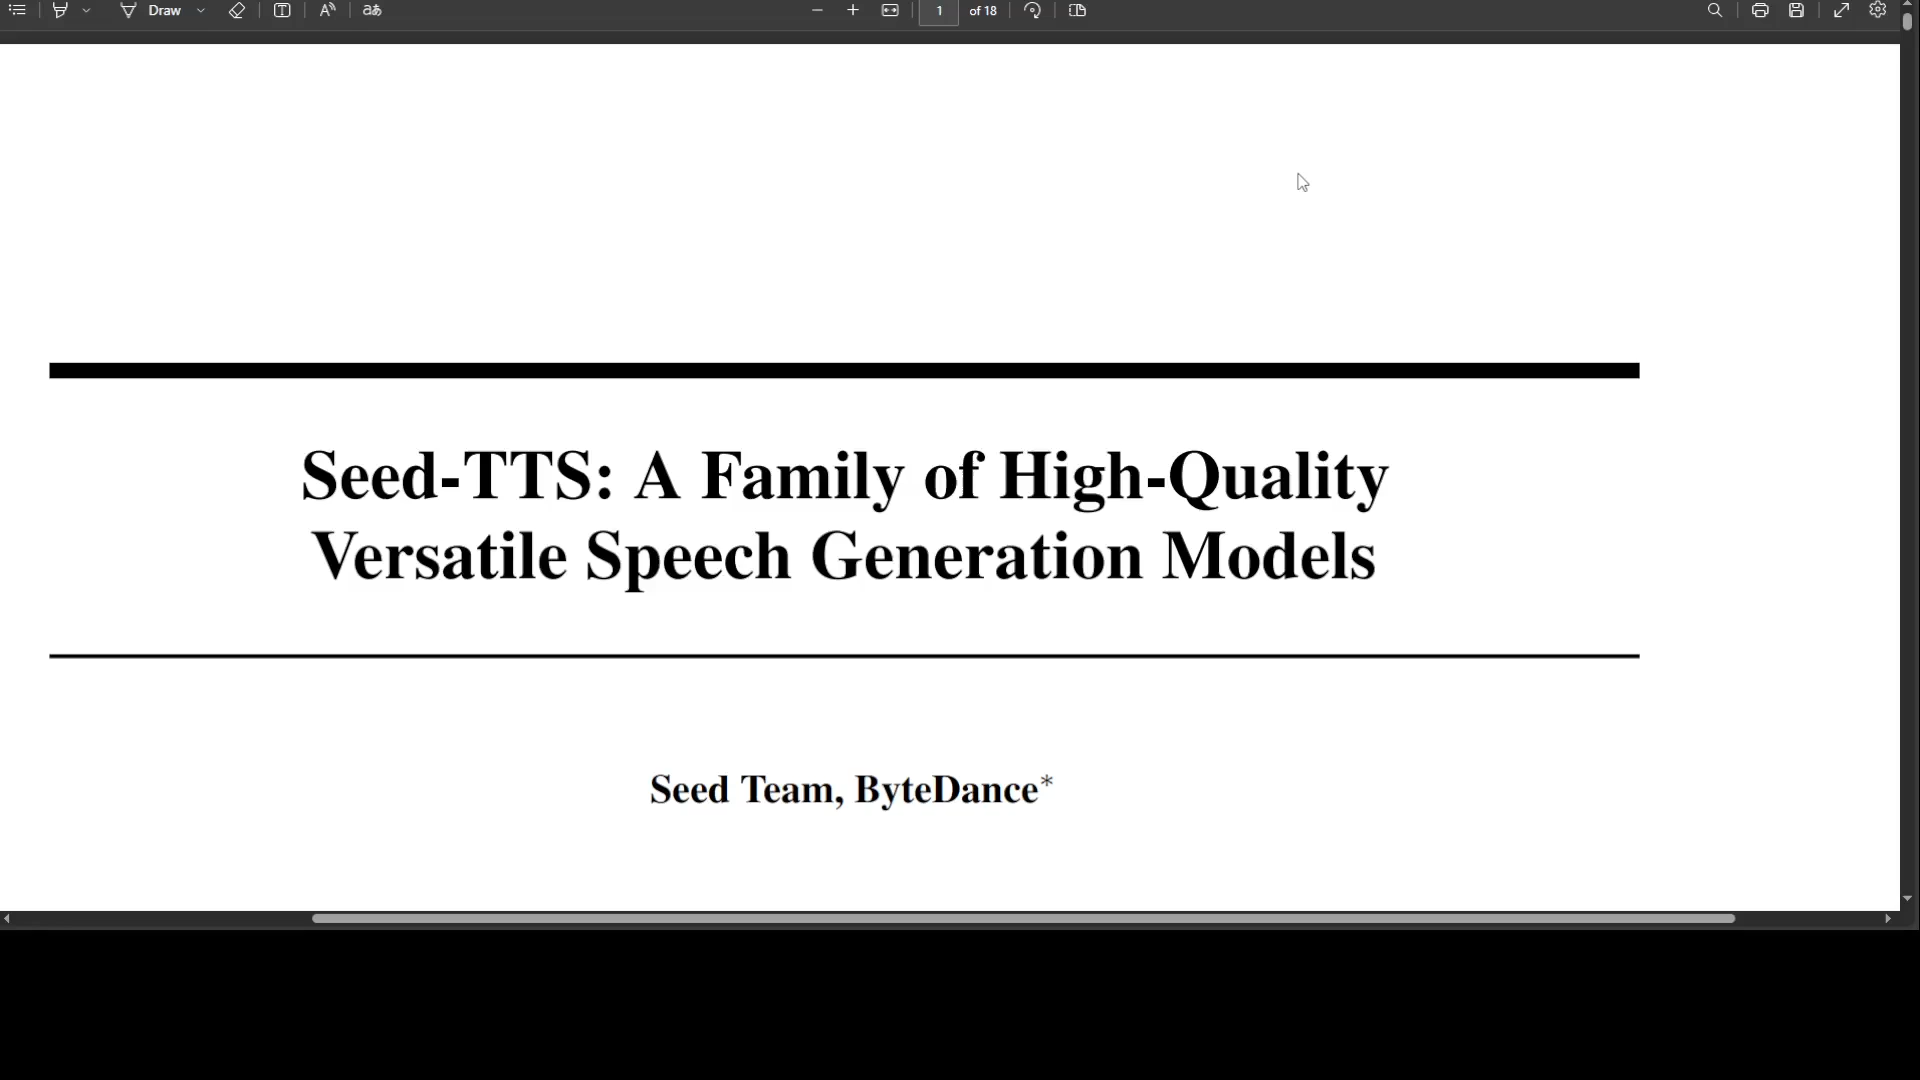 Draw
1 of 18
Seed-TTS: A Family of High-Quality
Versatile Speech Generation Models
Seed Team, ByteDance*